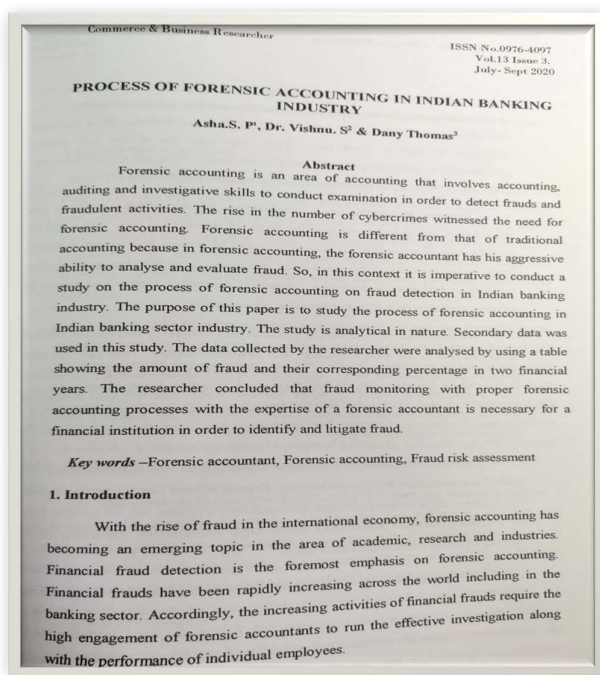 Commerce & Business Researcher
ISSN No.0976-4097
Vol.13 Issue 3.
July- Sept 2020
PROCESS OF FORENSIC ACCOUNTING IN INDIAN BANKING
INDUSTRY
Asha.S. P¹, Dr. Vishnu. S² & Dany Thomas³
Abstract
Forensic accounting is an area of accounting that involves accounting,
auditing and investigative skills to conduct examination in order to detect frauds and
fraudulent activities. The rise in the number of cybercrimes witnessed the need for
forensic accounting. Forensic accounting is different from that of traditional
accounting because in forensic accounting, the forensic accountant has his aggressive
ability to analyse and evaluate fraud. So, in this context it is imperative to conduct a
study on the process of forensic accounting on fraud detection in Indian banking
industry. The purpose of this paper is to study the process of forensic accounting in
Indian banking sector industry. The study is analytical in nature. Secondary data was
used in this study. The data collected by the researcher were analysed by using a table
showing the amount of fraud and their corresponding percentage in two financial
years. The researcher concluded that fraud monitoring with proper forensic
accounting processes with the expertise of a forensic accountant is necessary for a
financial institution in order to identify and litigate fraud.
Key words –Forensic accountant, Forensic accounting, Fraud risk assessment
1. Introduction
With the rise of fraud in the international economy, forensic accounting has
becoming an emerging topic in the area of academic, research and industries.
Financial fraud detection is the foremost emphasis on forensic accounting.
Financial frauds have been rapidly increasing across the world including in the
banking sector. Accordingly, the increasing activities of financial frauds require the
high engagement of forensic accountants to run the effective investigation along
with the performance of individual employees.